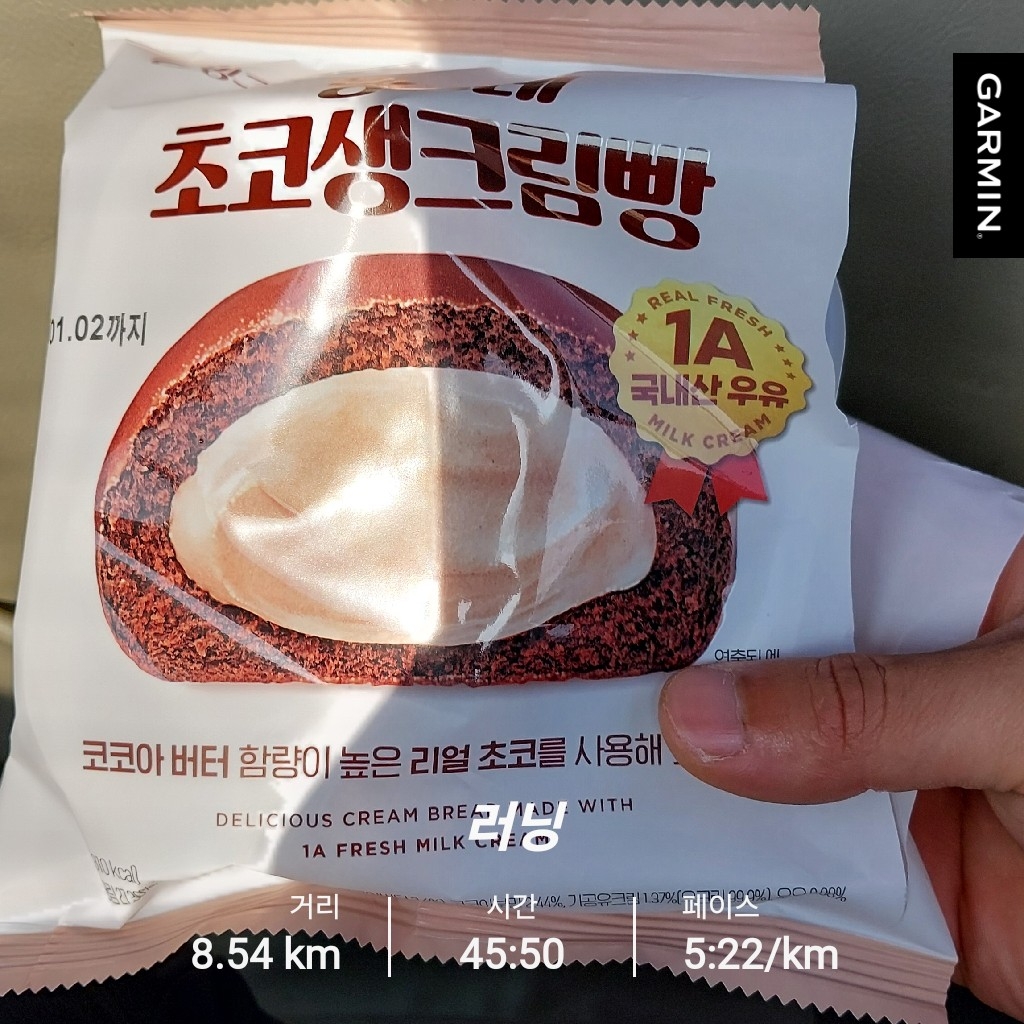 초코생크림빵
GARMIN
01.02까지
REAL FRESH
1A
국내산 우유
MILK CREAM
코코아 버터 함량이 높은 리얼 초코를 사용해
DELICIOUS CREAM BREAD MADE WITH
1A FRESH MILK CREAM
러닝
거리 시간 페이스
8.54 km 45:50 5:22/km